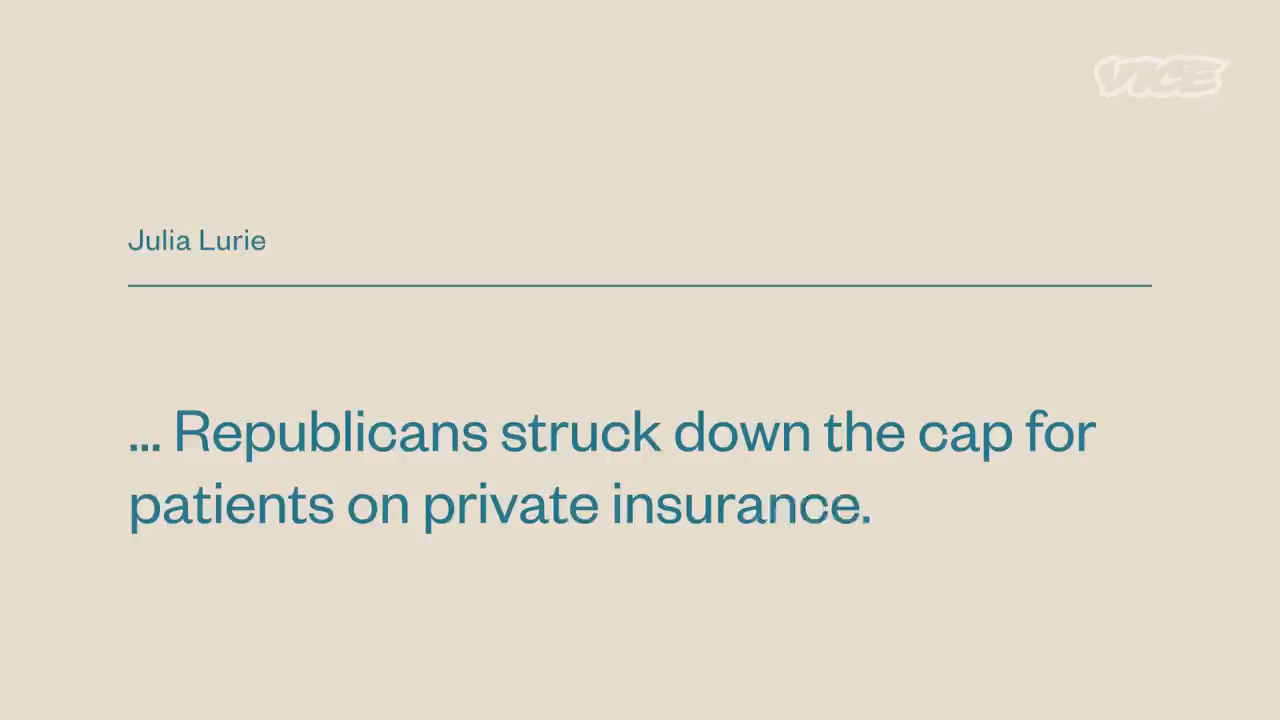 VICE
Julia Lurie
... Republicans struck down the cap for
patients on private insurance.